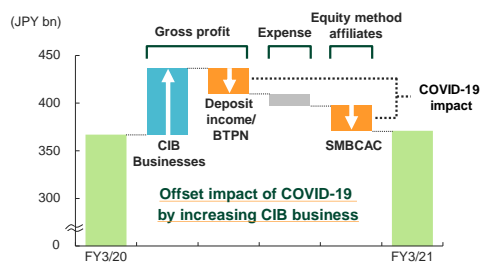 (JPY bn)
Gross profit
Expense
Equity method
affiliates
450
400
350
300
0
COVID-19
impact
Deposit
income/
BTPN
CIB
Businesses
SMBCAC
Offset impact of COVID-19
by increasing CIB business
FY3/20
FY3/21